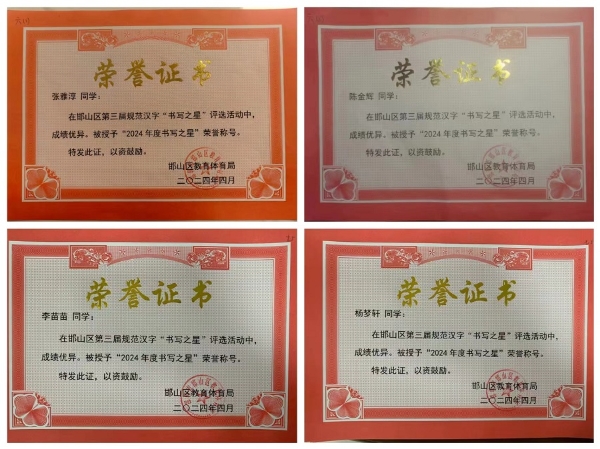 荣誉证书
张雅淳 同学：
在邯山区第三届规范汉字“书写之星”评选活动中，
成绩优异。被授予“2024年度书写之星”荣誉称号。
特发此证，以资鼓励。
邯山区教育体育局
二〇二四年四月
荣誉证书
陈金辉 同学：
在邯山区第三届规范汉字“书写之星”评选活动中，
成绩优异。被授予“2024年度书写之星”荣誉称号。
特发此证，以资鼓励。
邯山区教育体育局
二〇二四年四月
荣誉证书
李苗苗 同学：
在邯山区第三届规范汉字“书写之星”评选活动中，
成绩优异。被授予“2024年度书写之星”荣誉称号。
特发此证，以资鼓励。
邯山区教育体育局
二〇二四年四月
荣誉证书
杨梦轩 同学：
在邯山区第三届规范汉字“书写之星”评选活动中，
成绩优异。被授予“2024年度书写之星”荣誉称号。
特发此证，以资鼓励。
邯山区教育体育局
二〇二四年四月